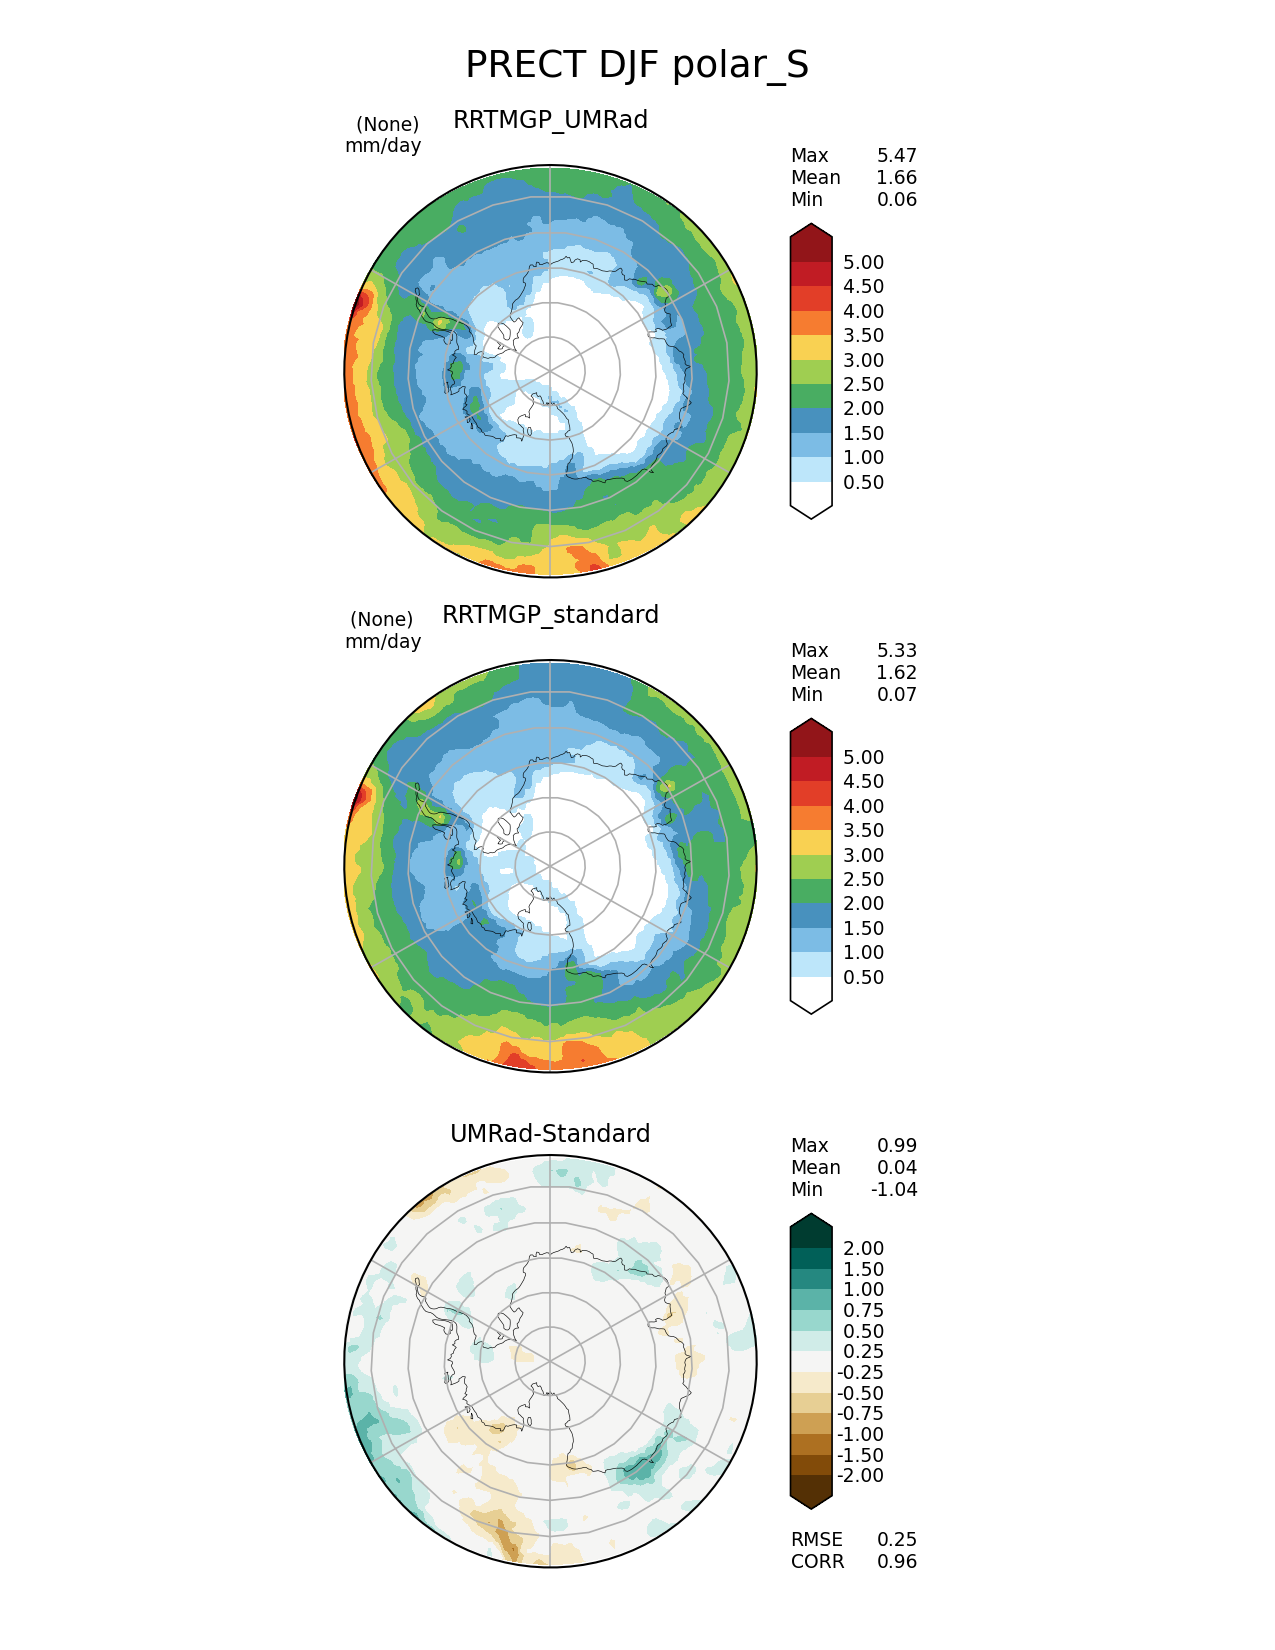 PRECT DJF polar_S
(None)
mm/day
RRTMGP_UMRad
Max 5.47
Mean 1.66
Min 0.06
5.00
4.50
4.00
3.50
3.00
2.50
2.00
1.50
1.00
0.50
(None)
mm/day
RRTMGP_standard
Max 5.33
Mean 1.62
Min 0.07
5.00
4.50
4.00
3.50
3.00
2.50
2.00
1.50
1.00
0.50
UMRad-Standard
Max 0.99
Mean 0.04
Min -1.04
2.00
1.50
1.00
0.75
0.50
0.25
-0.25
-0.50
-0.75
-1.00
-1.50
-2.00
RMSE 0.25
CORR 0.96